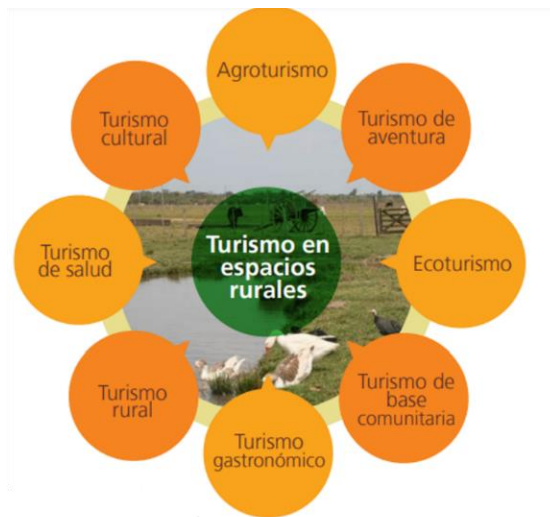 Agroturismo
Turismo
cultural
Turismo de
aventura
Turismo en
espacios
rurales
Turismo
de salud
Ecoturismo
Turismo
rural
Turismo de
base
comunitaria
Turismo
gastronómico